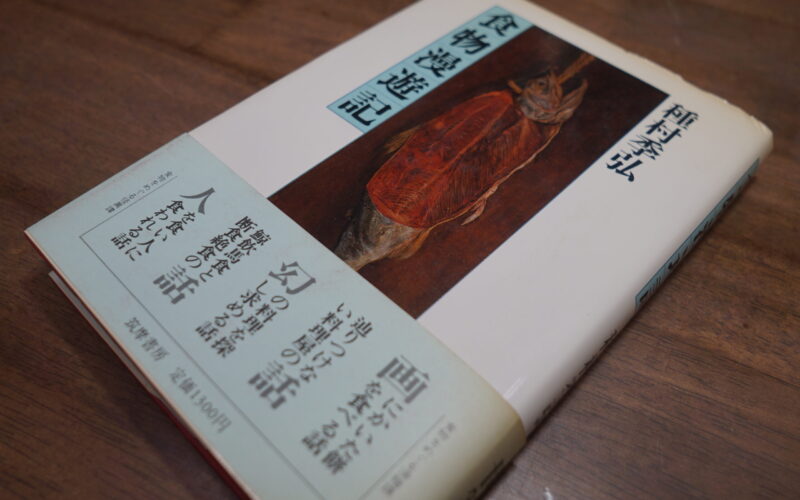 食物漫遊記
種村季弘
画にかいた餅
を食べる話
辿りつけな
い料理屋の話
幻の料理を探
し求める話
鯨飲馬食と
断食絶食の話
人を食い人に
食われる話
筑摩書房 定価1300円